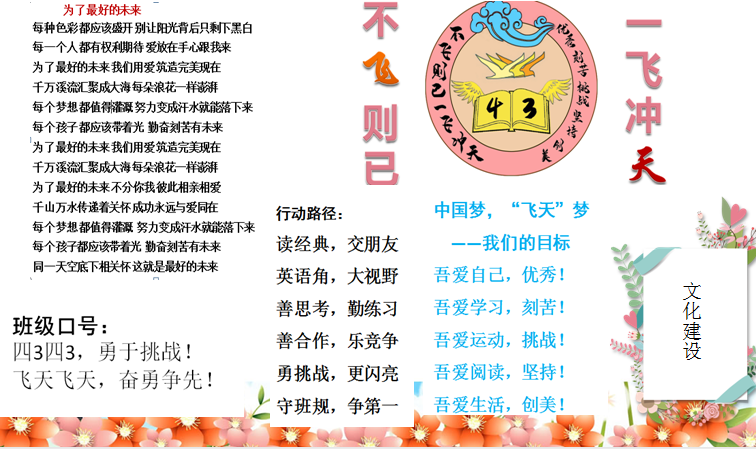 为了最好的未来
每种色彩都应该盛开 别让阳光背后只剩下黑白
每一个人都有权利期待 爱放在手心跟我来
为了最好的未来 我们用爱筑造完美现在
千万溪流汇聚成大海 每朵浪花一样澎湃
每个梦想都值得灌溉 努力变成汗水就能落下来
每个孩子都应该带着光 勤奋刻苦有未来
为了最好的未来 我们用爱筑造完美现在
千万溪流汇聚成大海 每朵浪花一样澎湃
为了最好的未来 不分你我彼此相亲相爱
千山万水传递着关怀 成功永远与爱同在
每个梦想都应该灌溉 努力变成汗水就能落下来
每个孩子都应该带着光 勤奋刻苦有未来
同一天空底下相关怀 这就是最好的未来
班级口号：
四3四3，勇于挑战！
飞天飞天，奋勇争先！
不飞则已
不飞则已 一飞冲天
优秀 刻苦 挑战 坚持 创美
43
一飞冲天
行动路径：
读经典，交朋友
英语角，大视野
善思考，勤练习
善合作，乐竞争
勇挑战，更闪亮
守班规，争第一
中国梦，“飞天”梦
——我们的目标
吾爱自己，优秀！
吾爱学习，刻苦！
吾爱运动，挑战！
吾爱阅读，坚持！
吾爱生活，创美！
文化建设